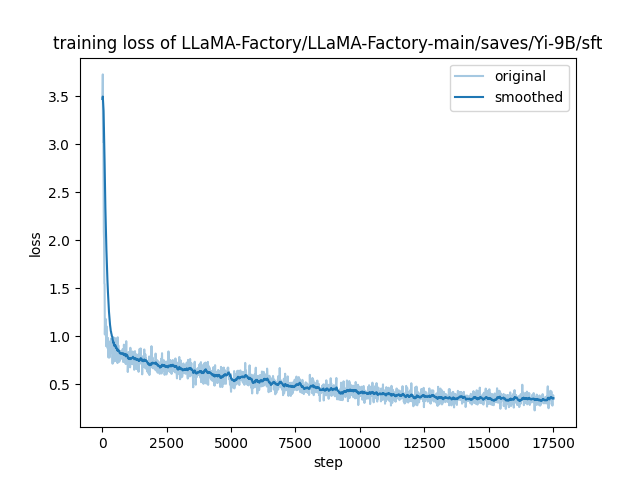 training loss of LLaMA-Factory/LLaMA-Factory-main/saves/Yi-9B/sft
original
smoothed
3.5
3.0
2.5
2.0
1.5
1.0
0.5
loss
0 2500 5000 7500 10000 12500 15000 17500
step